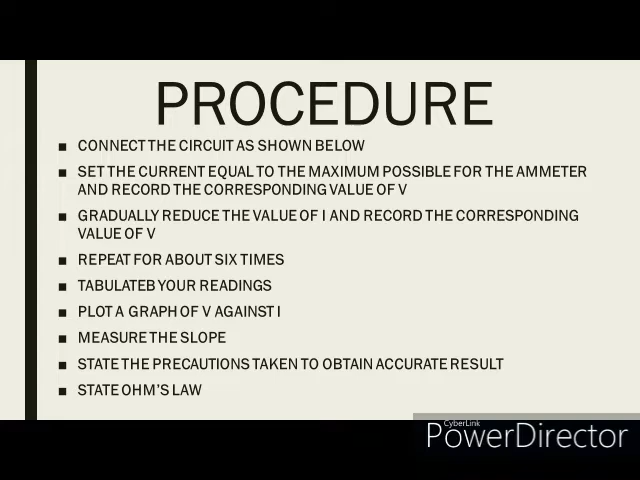 PROCEDURE
■ CONNECT THE CIRCUIT AS SHOWN BELOW
■ SET THE CURRENT EQUAL TO THE MAXIMUM POSSIBLE FOR THE AMMETER
AND RECORD THE CORRESPONDING VALUE OF V
■ GRADUALLY REDUCE THE VALUE OF I AND RECORD THE CORRESPONDING
VALUE OF V
■ REPEAT FOR ABOUT SIX TIMES
■ TABULATEB YOUR READINGS
■ PLOT A GRAPH OF V AGAINST I
■ MEASURE THE SLOPE
■ STATE THE PRECAUTIONS TAKEN TO OBTAIN ACCURATE RESULT
■ STATE OHM'S LAW
CyberLink
PowerDirector